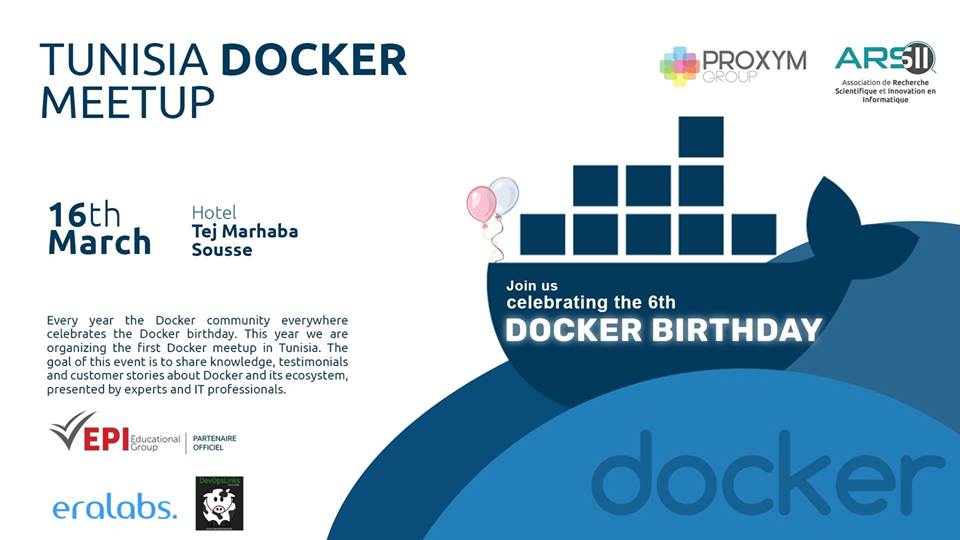 TUNISIA DOCKER
MEETUP
PROXYM
GROUP
ARSII
Association de Recherche
Scientifique et Innovation en
Informatique
16th
March
Hotel
Tej Marhaba
Sousse
Join us
celebrating the 6th
DOCKER BIRTHDAY
Every year the Docker community everywhere
celebrates the Docker birthday. This year we are
organizing the first Docker meetup in Tunisia. The
goal of this event is to share knowledge, testimonials
and customer stories about Docker and its ecosystem,
presented by experts and IT professionals.
EPI Educational
Group
PARTENAIRE
OFFICIEL
eralabs.
DevOpsLinks
docker